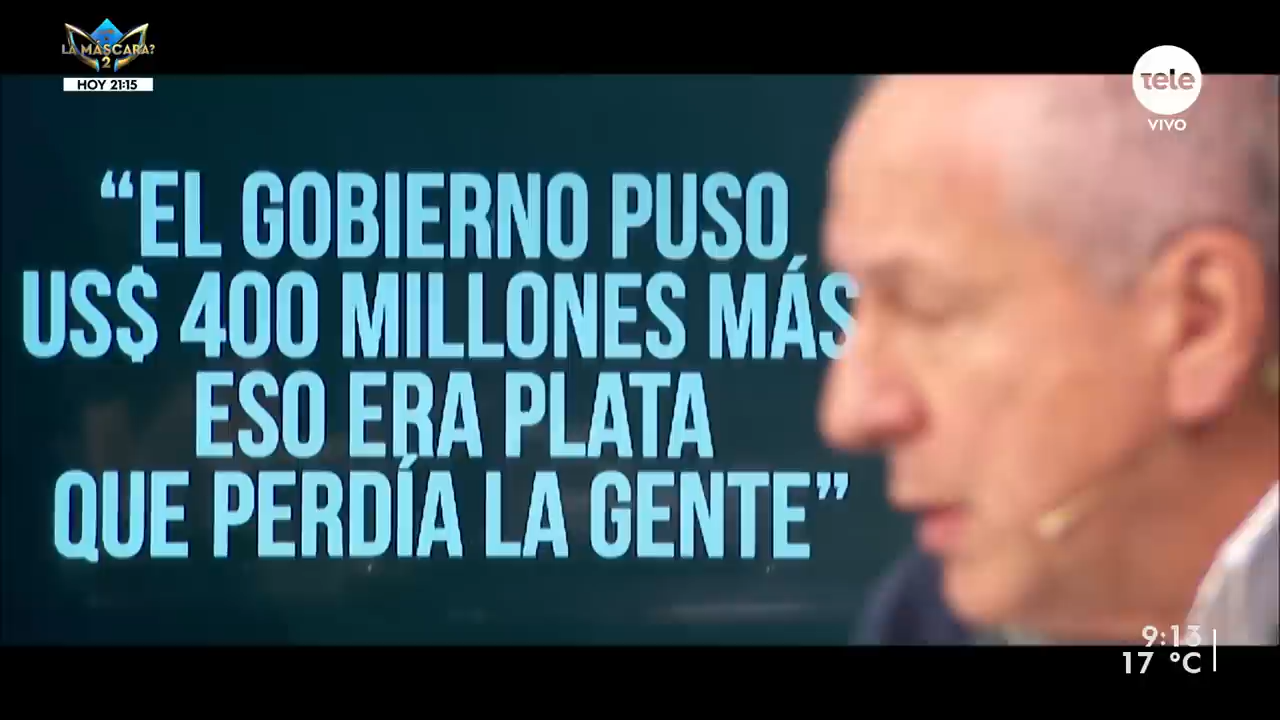 LA MÁSCARA?
2
HOY 21:15
tele
VIVO
“EL GOBIERNO PUSO
US$ 400 MILLONES MÁS
ESO ERA PLATA
QUE PERDÍA LA GENTE”
9:13
17 °C